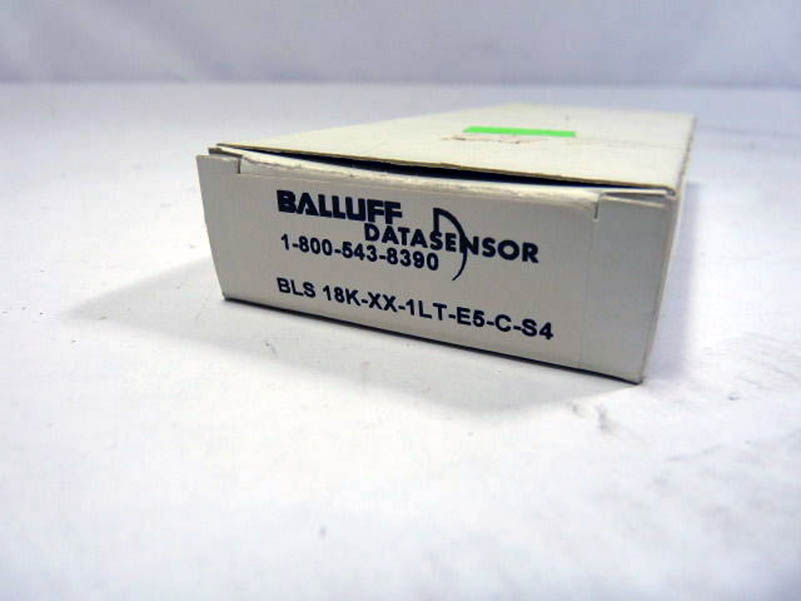 BALLUFF
DATASENSOR
1-800-543-8390
BLS 18K-XX-1LT-E5-C-S4